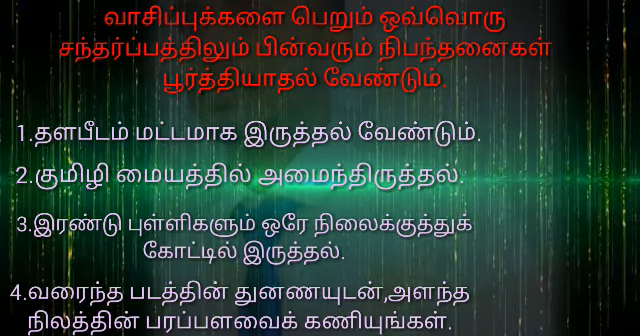 வாசிப்புக்களை பெறும் ஒவ்வொரு
சந்தர்ப்பத்திலும் பின்வரும் நிபந்தனைகள்
பூர்த்தியாதல் வேண்டும்.
1.தளபீடம் மட்டமாக இருத்தல் வேண்டும்.
2.குமிழி மையத்தில் அமைந்திருத்தல்.
3.இரண்டு புள்ளிகளும் ஒரே நிலைக்குத்துக்
கோட்டில் இருத்தல்.
4.வரைந்த படத்தின் துனணயுடன்,அளந்த
நிலத்தின் பரப்பளவைக் கணியுங்கள்.